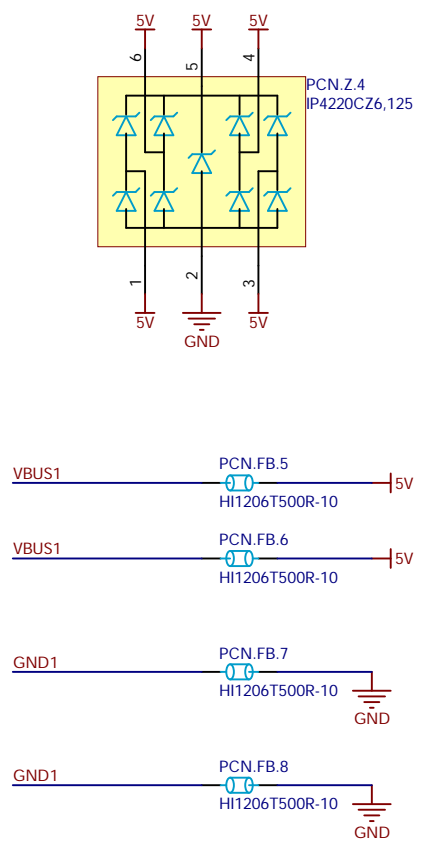 5V 5V 5V
6 5 4
PCN.Z.4
IP4220CZ6,125
1 2 3
5V 5V
GND
PCN.FB.5
VBUS1
5V
HI1206T500R-10
PCN.FB.6
VBUS1
5V
HI1206T500R-10
PCN.FB.7
GND1
HI1206T500R-10
GND
PCN.FB.8
GND1
HI1206T500R-10
GND